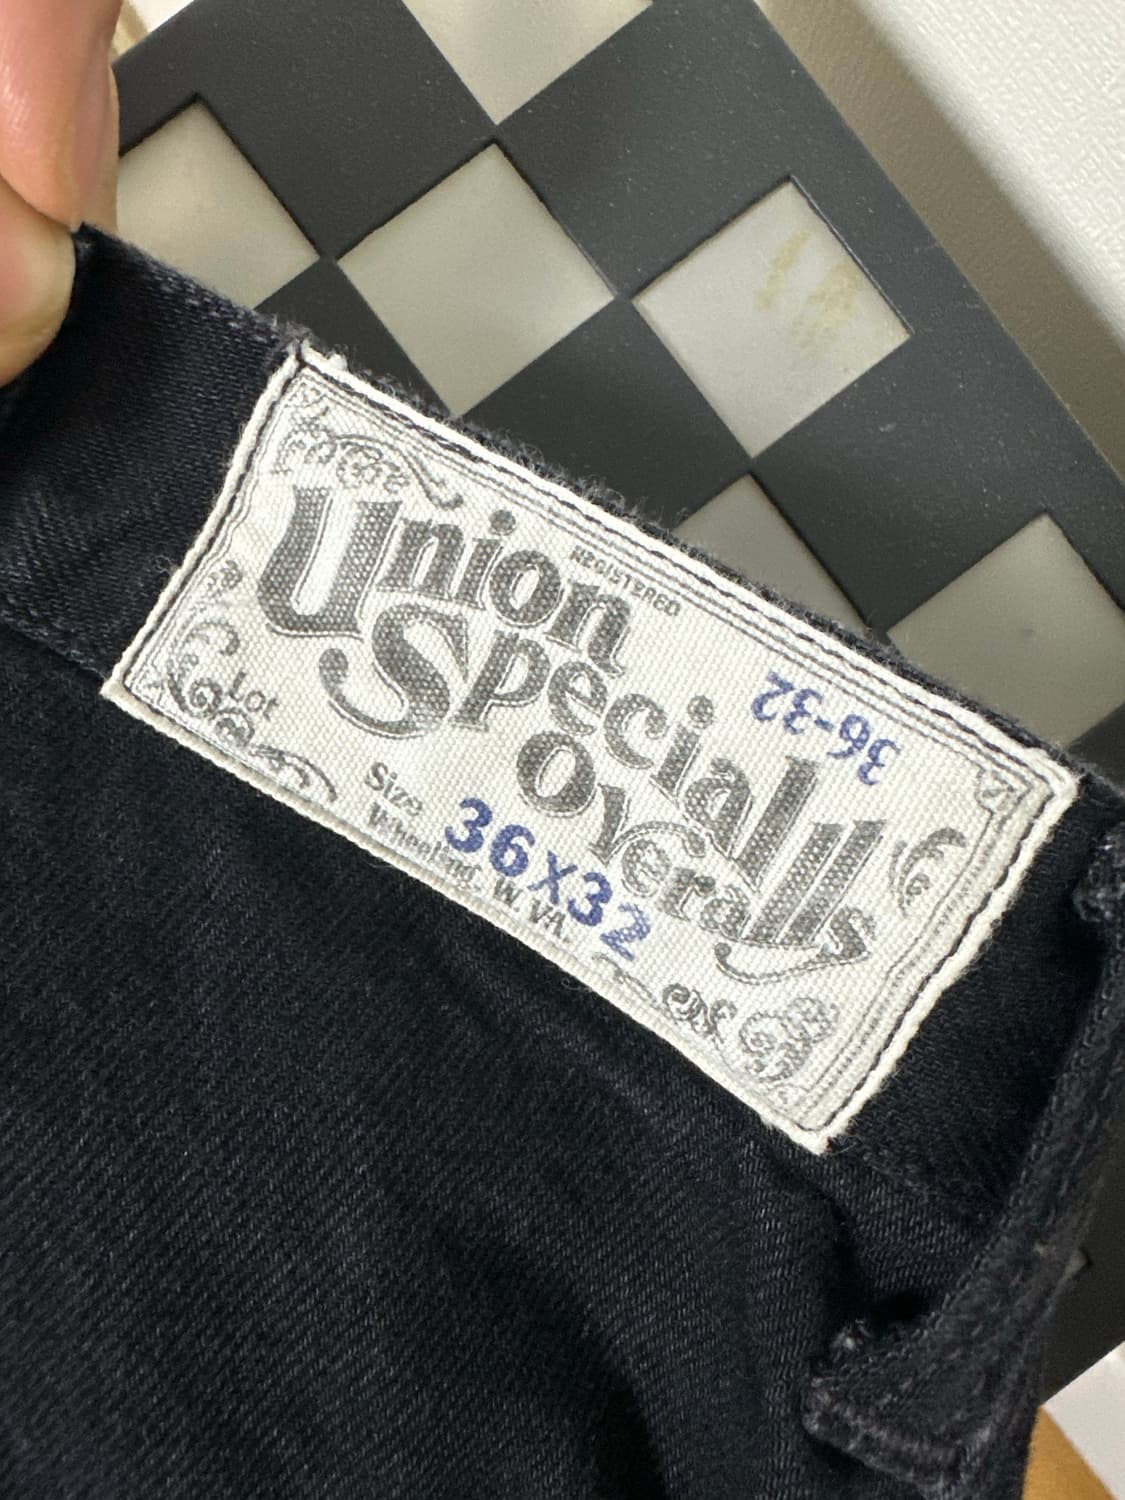 REGISTERED
Union
Special
Overalls
36-32
Lot
Size 36X32
Wheeling, W.VA.